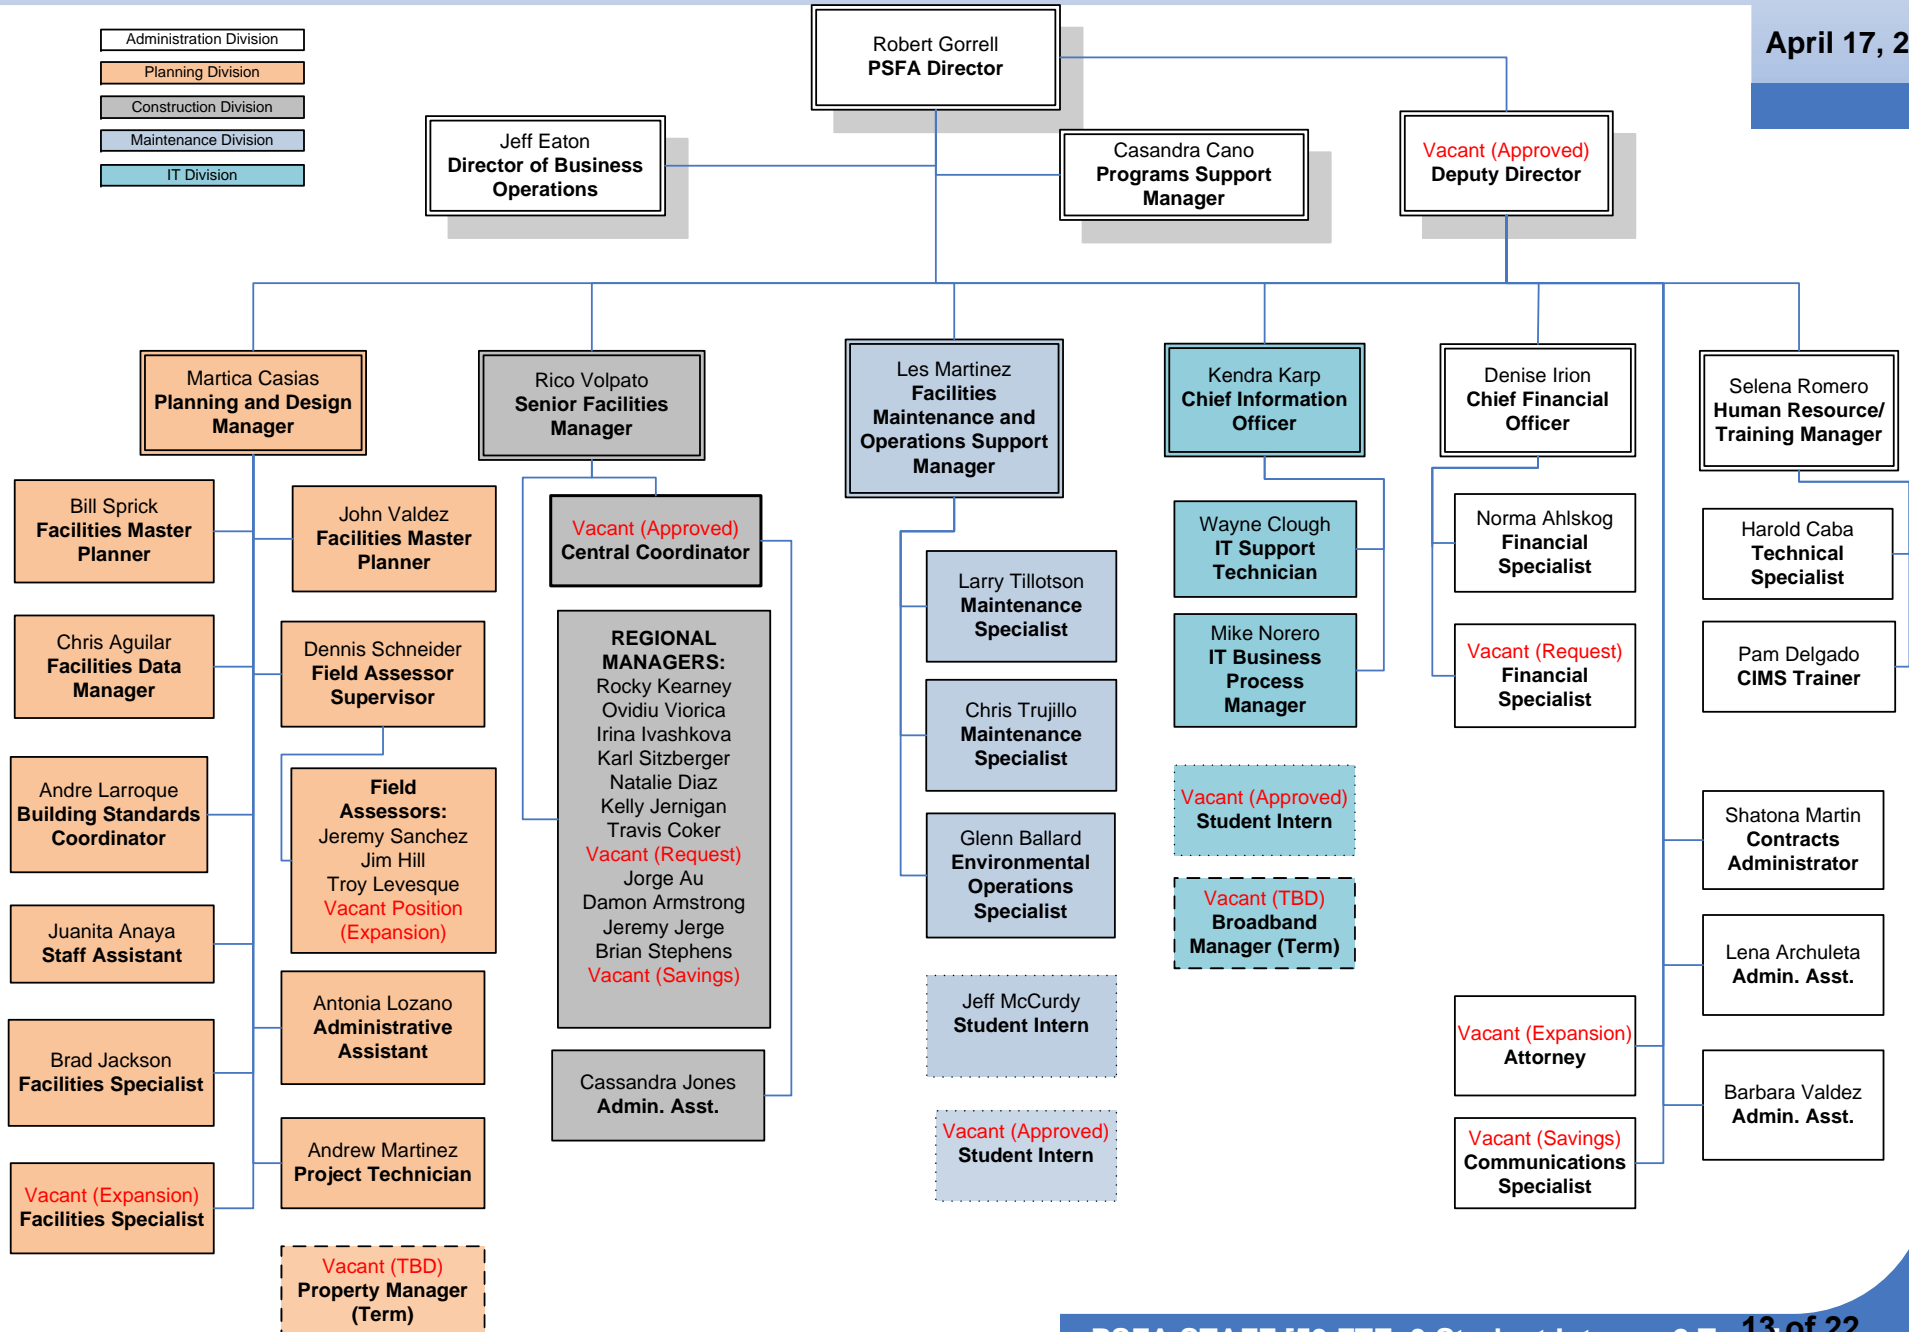 April 17, 2
Administration Division
Planning Division
Construction Division
Maintenance Division
IT Division
Robert Gorrell
PSFA Director
Jeff Eaton
Director of Business
Operations
Casandra Cano
Programs Support
Manager
Vacant (Approved)
Deputy Director
Martica Casias
Planning and Design
Manager
Rico Volpato
Senior Facilities
Manager
Les Martinez
Facilities
Maintenance and
Operations Support
Manager
Kendra Karp
Chief Information
Officer
Denise Irion
Chief Financial
Officer
Selena Romero
Human Resource/
Training Manager
Bill Sprick
Facilities Master
Planner
John Valdez
Facilities Master
Planner
Chris Aguilar
Facilities Data
Manager
Dennis Schneider
Field Assessor
Supervisor
Andre Larroque
Building Standards
Coordinator
Field
Assessors:
Jeremy Sanchez
Jim Hill
Troy Levesque
Vacant Position
(Expansion)
Juanita Anaya
Staff Assistant
Antonia Lozano
Administrative
Assistant
Brad Jackson
Facilities Specialist
Andrew Martinez
Project Technician
Vacant (Expansion)
Facilities Specialist
Vacant (TBD)
Property Manager
(Term)
Vacant (Approved)
Central Coordinator
REGIONAL
MANAGERS:
Rocky Kearney
Ovidiu Viorica
Irina Ivashkova
Karl Sitzberger
Natalie Diaz
Kelly Jernigan
Travis Coker
Vacant (Request)
Jorge Au
Damon Armstrong
Jeremy Jerge
Brian Stephens
Vacant (Savings)
Cassandra Jones
Admin. Asst.
Larry Tillotson
Maintenance
Specialist
Chris Trujillo
Maintenance
Specialist
Glenn Ballard
Environmental
Operations
Specialist
Jeff McCurdy
Student Intern
Vacant (Approved)
Student Intern
Wayne Clough
IT Support
Technician
Mike Norero
IT Business
Process
Manager
Vacant (Approved)
Student Intern
Vacant (TBD)
Broadband
Manager (Term)
Norma Ahlskog
Financial
Specialist
Vacant (Request)
Financial
Specialist
Harold Caba
Technical
Specialist
Pam Delgado
CIMS Trainer
Shatona Martin
Contracts
Administrator
Lena Archuleta
Admin. Asst.
Vacant (Expansion)
Attorney
Barbara Valdez
Admin. Asst.
Vacant (Savings)
Communications
Specialist
13 of 22